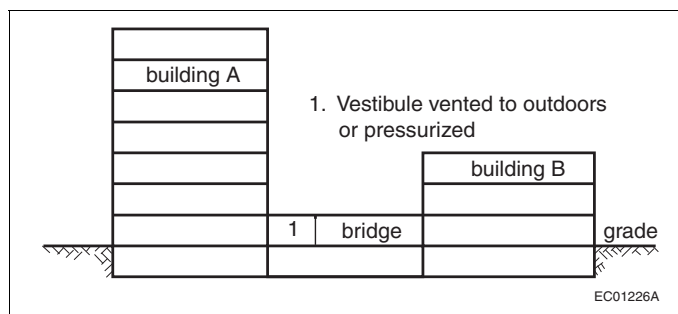 building A
1. Vestibule vented to outdoors
or pressurized
building B
1 bridge grade
EC01226A